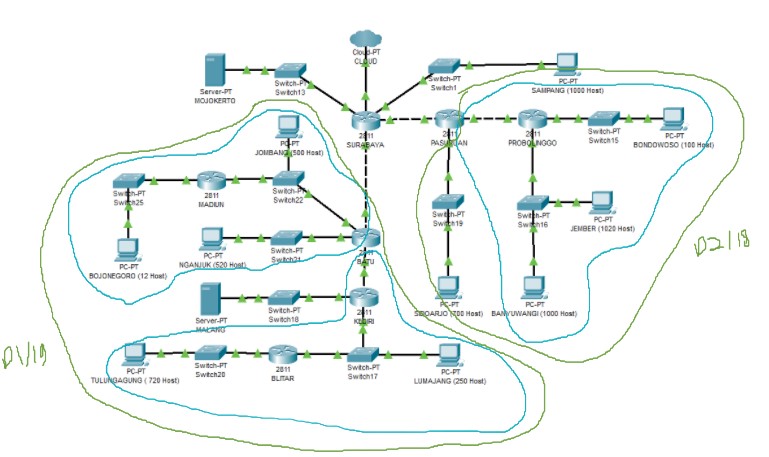 Cloud-PT
CLOUD
Server-PT
MOJOKERTO
Switch-PT
Switch13
Switch-PT
Switch1
PC-PT
SAMPANG (1000 Host)
2811
SURABAYA
2811
PASURUAN
2811
PROBOLINGGO
Switch-PT
Switch15
PC-PT
BONDOWOSO (100 Host)
PC-PT
JOMBANG (500 Host)
Switch-PT
Switch25
2811
MADIUN
Switch-PT
Switch22
Switch-PT
Switch19
Switch-PT
Switch16
PC-PT
JEMBER (1020 Host)
D2/18
PC-PT
BOJONEGORO (12 Host)
PC-PT
NGANJUK (520 Host)
Switch-PT
Switch21
2811
BATU
Server-PT
MALANG
Switch-PT
Switch18
2811
KEDIRI
PC-PT
SIDOARJO (700 Host)
PC-PT
BANYUWANGI (1000 Host)
D1/19
PC-PT
TULUNGAGUNG ( 720 Host)
Switch-PT
Switch20
2811
BLITAR
Switch-PT
Switch17
PC-PT
LUMAJANG (250 Host)